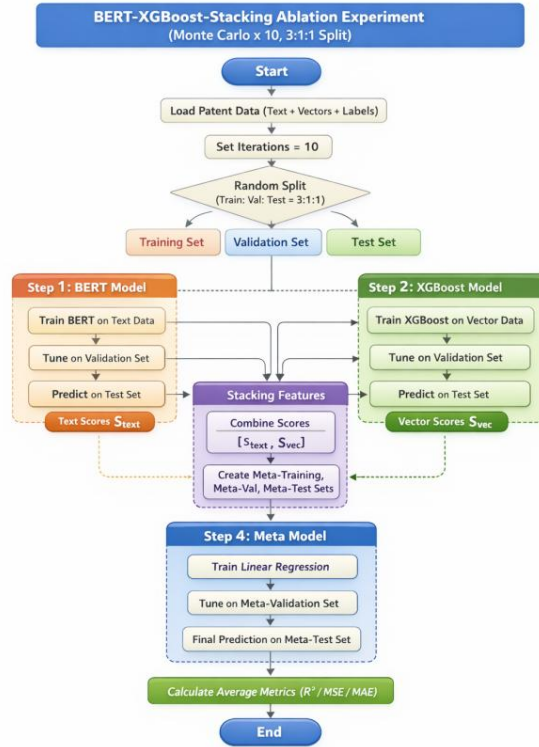 BERT-XGBoost-Stacking Ablation Experiment
(Monte Carlo x 10, 3:1:1 Split)
Start
Load Patent Data (Text + Vectors + Labels)
Set Iterations = 10
Random Split
(Train: Val: Test = 3:1:1)
Training Set
Validation Set
Test Set
Step 1: BERT Model
Train BERT on Text Data
Tune on Validation Set
Predict on Test Set
Text Scores Stext
Step 2: XGBoost Model
Train XGBoost on Vector Data
Tune on Validation Set
Predict on Test Set
Vector Scores Svec
Stacking Features
Combine Scores
[Stext, Svec]
Create Meta-Training,
Meta-Val, Meta-Test Sets
Step 4: Meta Model
Train Linear Regression
Tune on Meta-Validation Set
Final Prediction on Meta-Test Set
Calculate Average Metrics (R² / MSE / MAE)
End